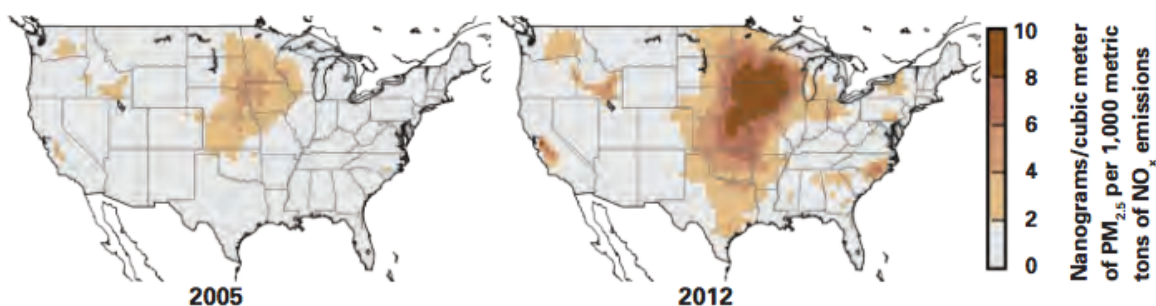 10
8
6
4
2
0
Nanograms/cubic meter
of PM2.5 per 1,000 metric
tons of NOx emissions
2005
2012